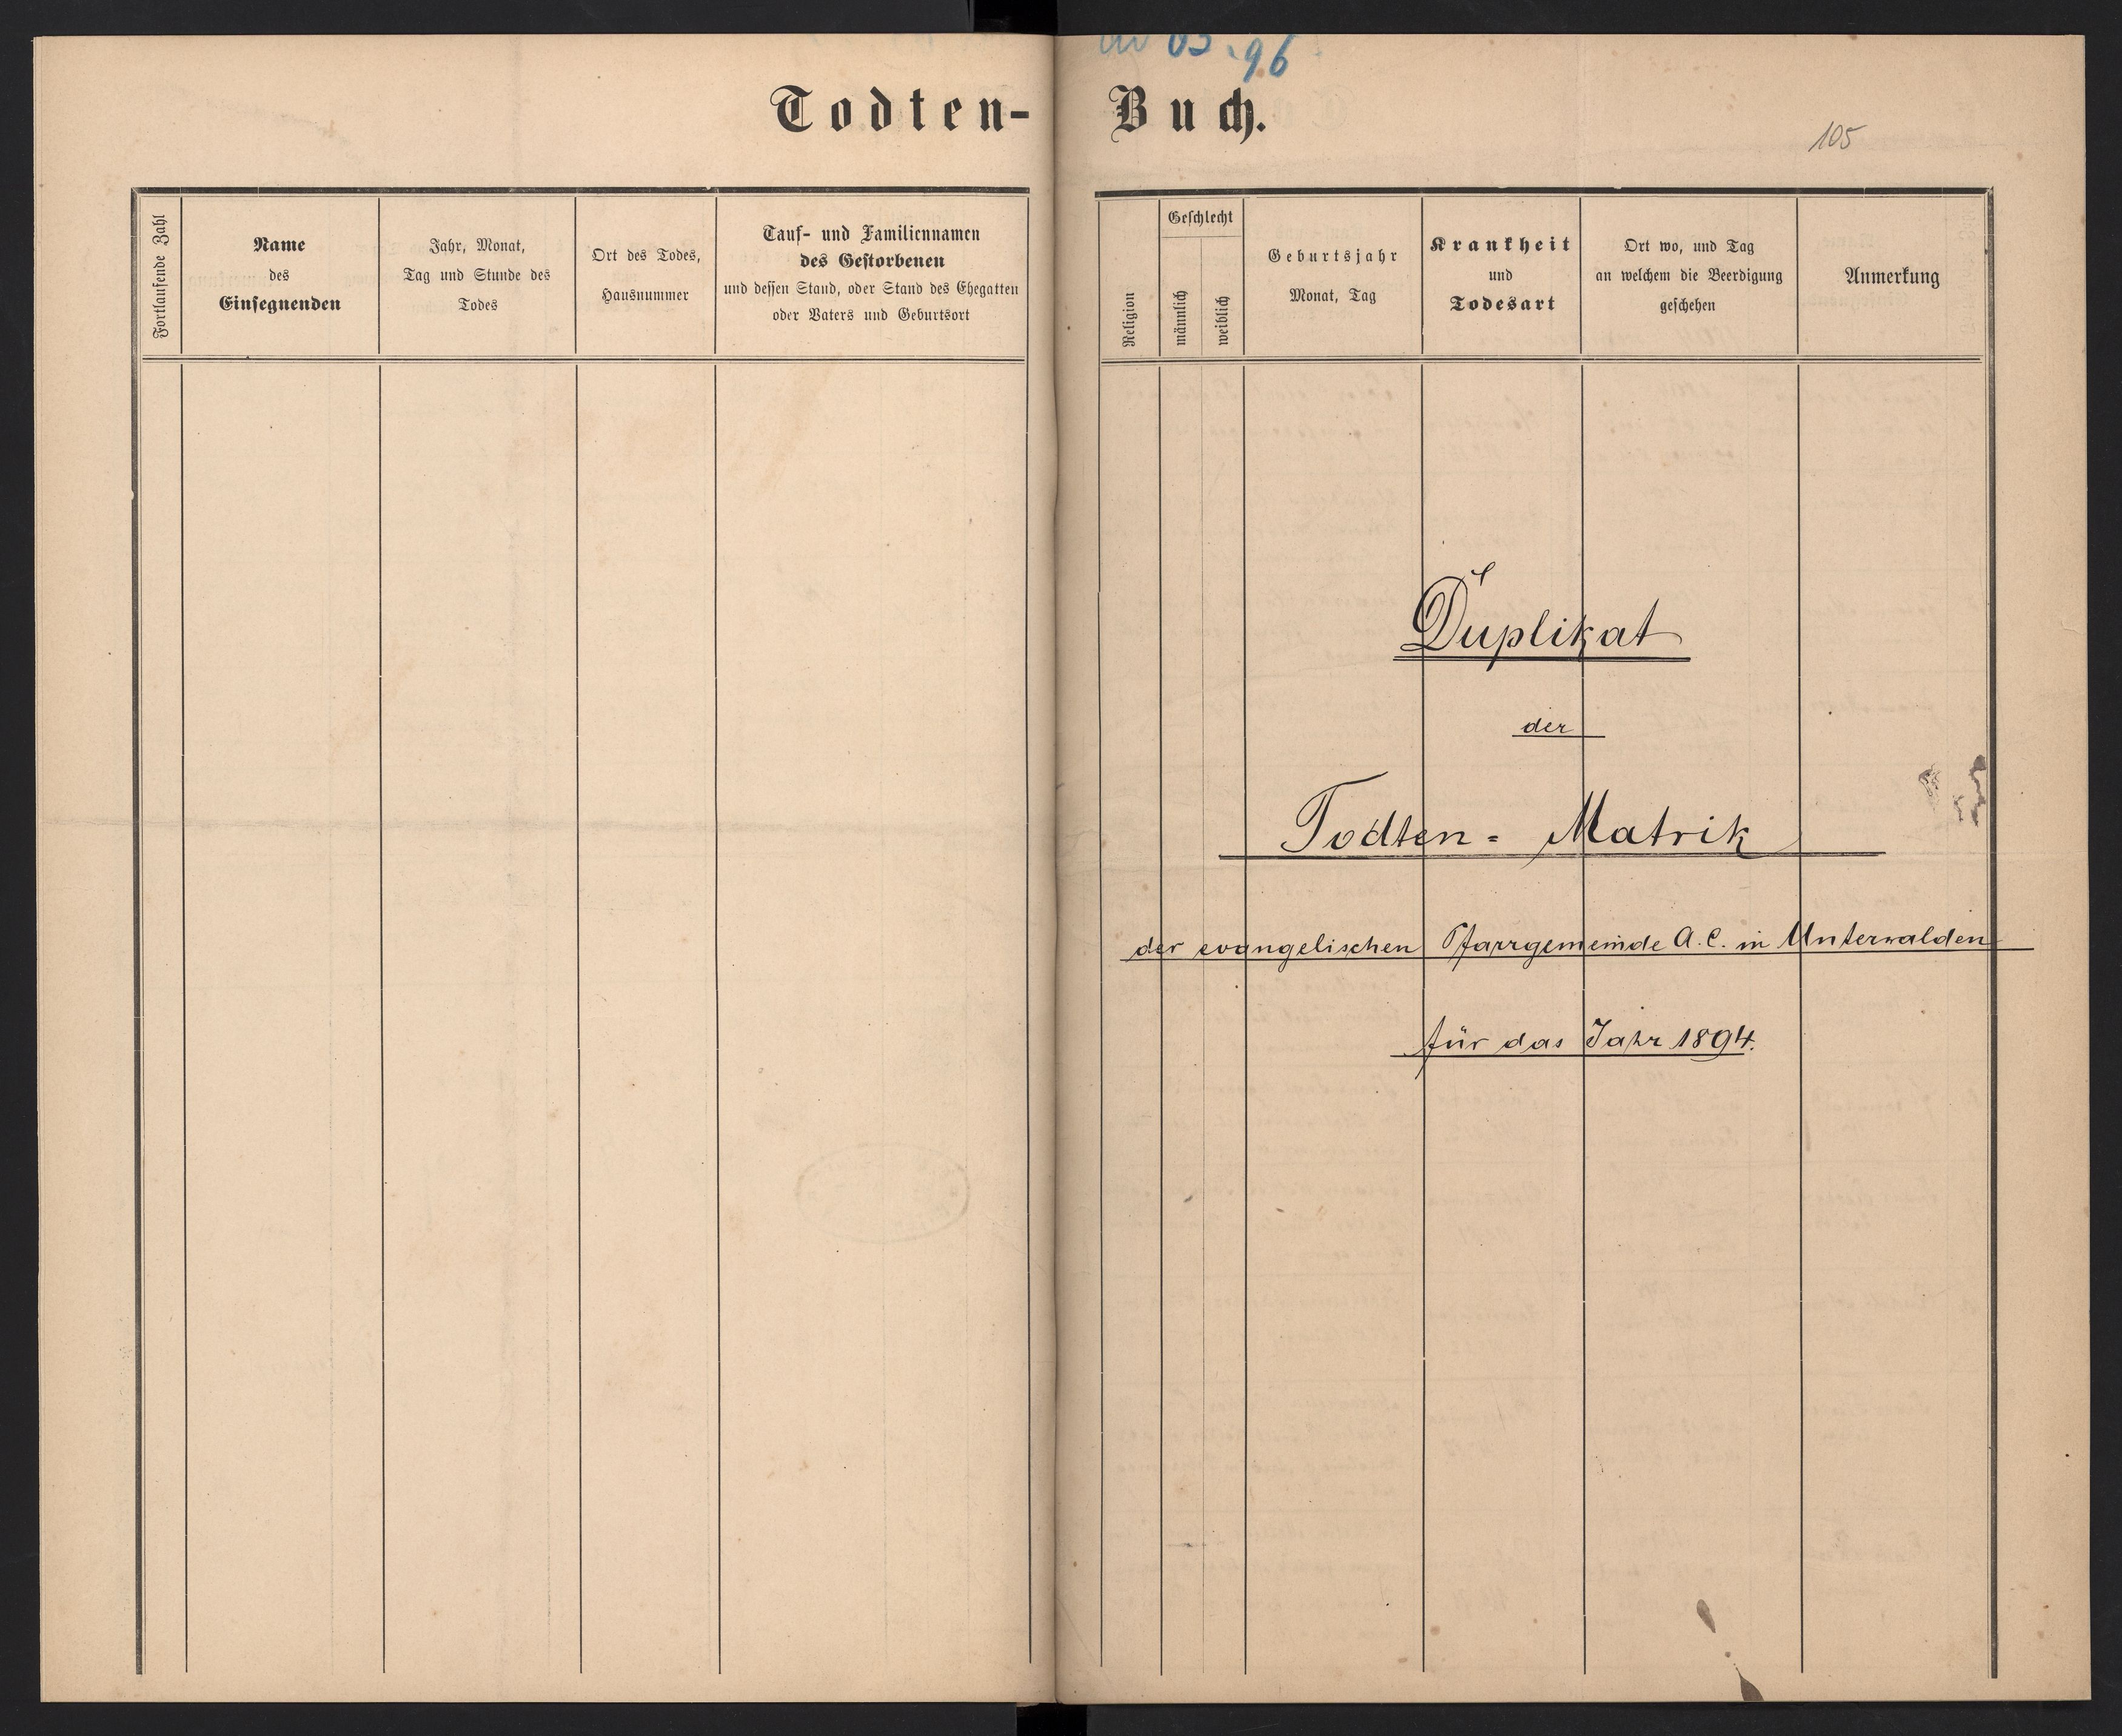 Todten-Buch.
96
105
Fortlaufende Zahl
Name
des
Einsegnenden
Jahr, Monat,
Tag und Stunde des
Todes
Ort des Todes,
Hausnummer
Tauf- und Familiennamen
des Gestorbenen
und dessen Stand, oder Stand des Ehegatten
oder Vaters und Geburtsort
Religion
Geschlecht
männlich
weiblich
Geburtsjahr
Monat, Tag
Krankheit
und
Todesart
Ort wo, und Tag
an welchem die Beerdigung
geschehen
Anmerkung
Duplikat
der
Todten= Matrik
der evangelischen Pfarrgemeinde A.C. in Unterwalden
für das Jahr 1894.